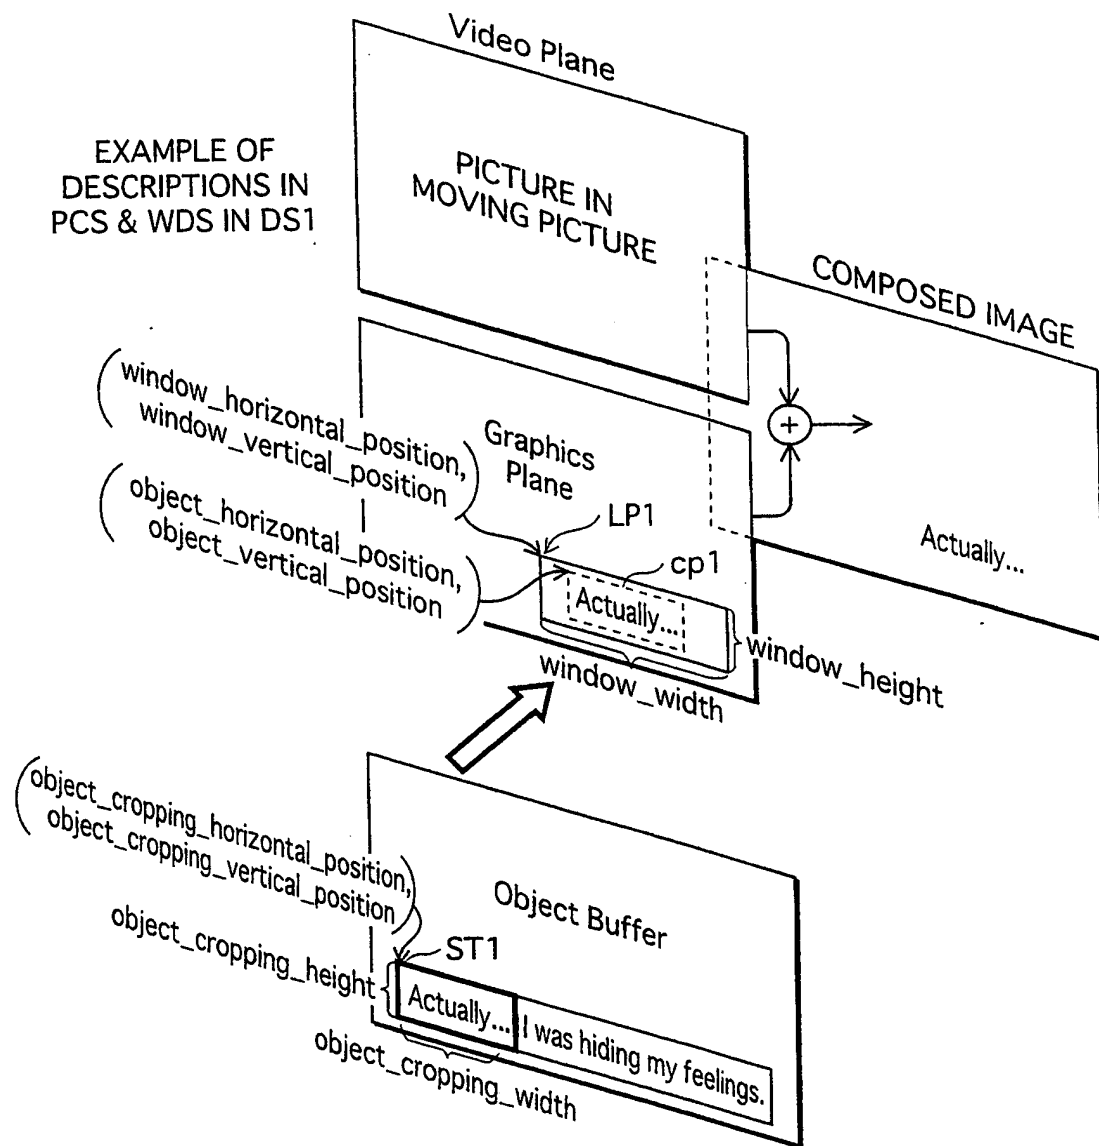 Video Plane
EXAMPLE OF
DESCRIPTIONS IN
PCS & WDS IN DS1
PICTURE IN
MOVING PICTURE
COMPOSED IMAGE
(window_horizontal_position,
window_vertical_position)
Graphics
Plane
(object_horizontal_position,
object_vertical_position)
LP1
cp1
Actually...
Actually...
+
window_height
window_width
(object_cropping_horizontal_position,
object_cropping_vertical_position)
Object Buffer
object_cropping_height
ST1
Actually... I was hiding my feelings.
object_cropping_width